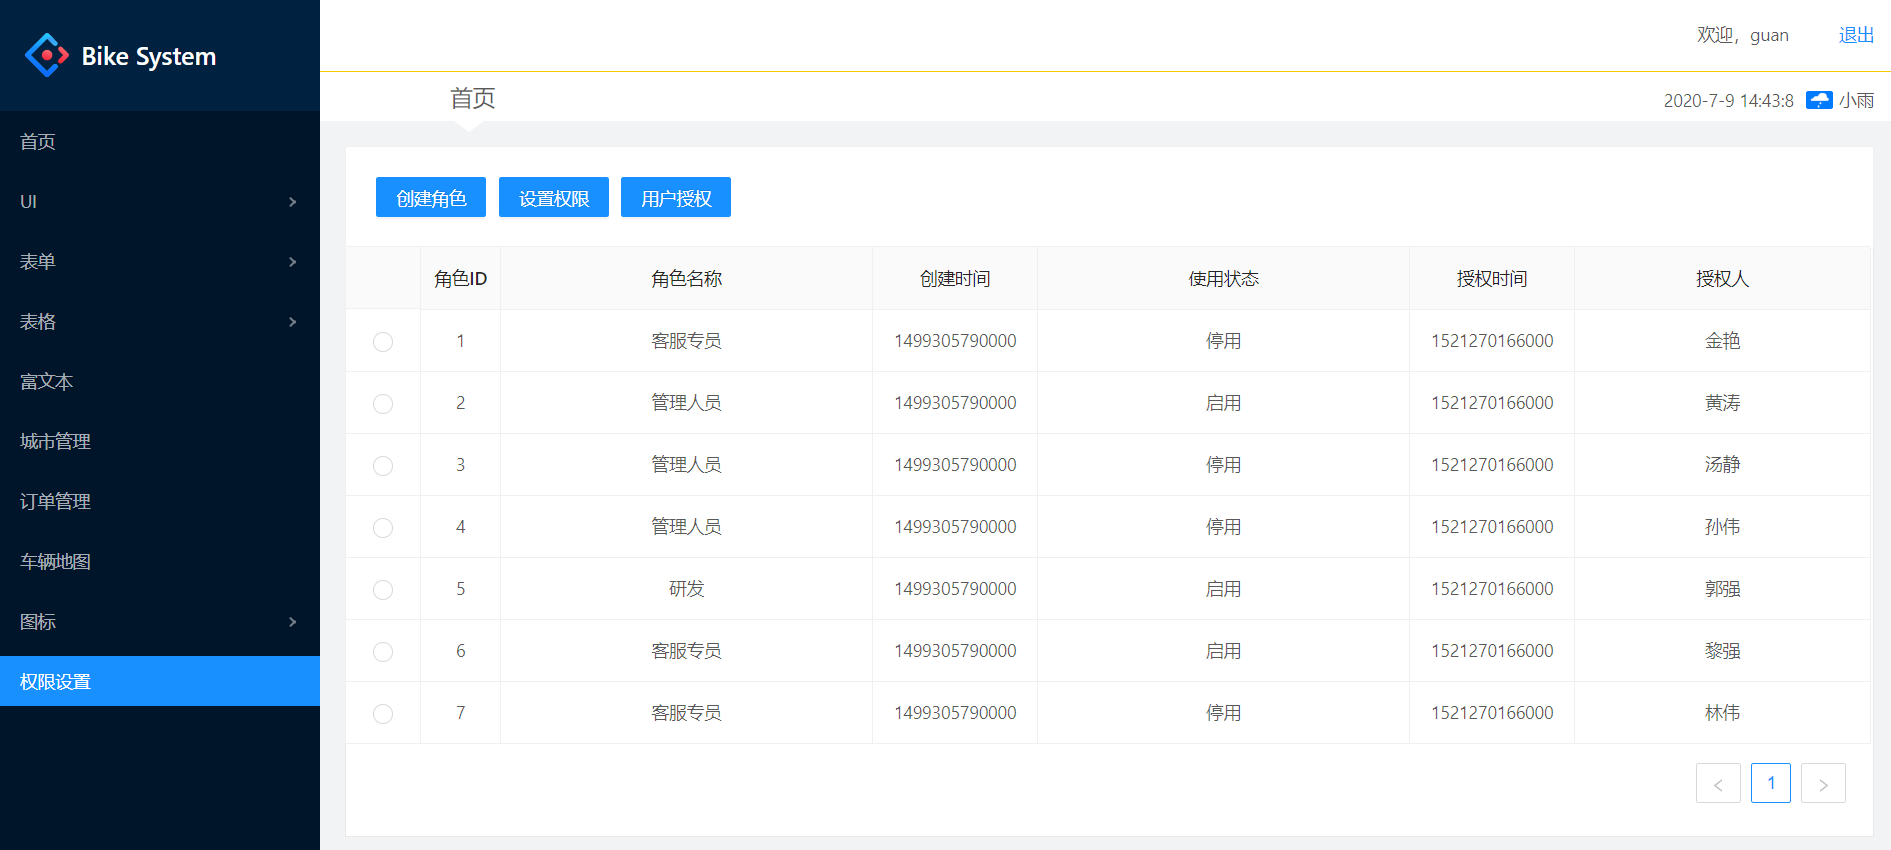 Bike System
首页
UI
表单
表格
富文本
城市管理
订单管理
车辆地图
图标
权限设置
欢迎，guan 退出
首页 2020-7-9 14:43:8 小雨
创建角色 设置权限 用户授权
角色ID 角色名称 创建时间 使用状态 授权时间 授权人
1 客服专员 1499305790000 停用 1521270166000 金艳
2 管理人员 1499305790000 启用 1521270166000 黄涛
3 管理人员 1499305790000 停用 1521270166000 汤静
4 管理人员 1499305790000 停用 1521270166000 孙伟
5 研发 1499305790000 启用 1521270166000 郭强
6 客服专员 1499305790000 启用 1521270166000 黎强
7 客服专员 1499305790000 停用 1521270166000 林伟
< 1 >